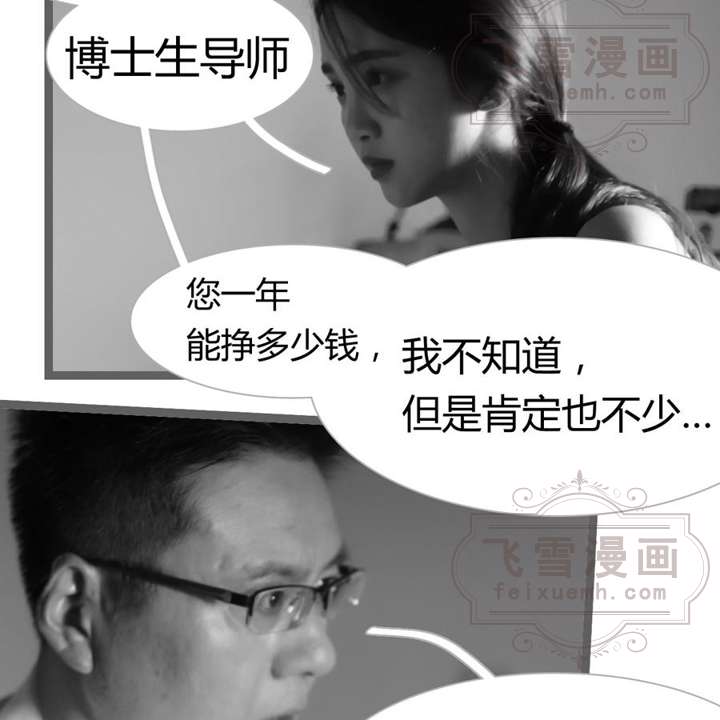 博士生导师
飞雪漫画
feixuemh.com
您一年
能挣多少钱，
我不知道，
但是肯定也不少...
飞雪漫画
feixuemh.com